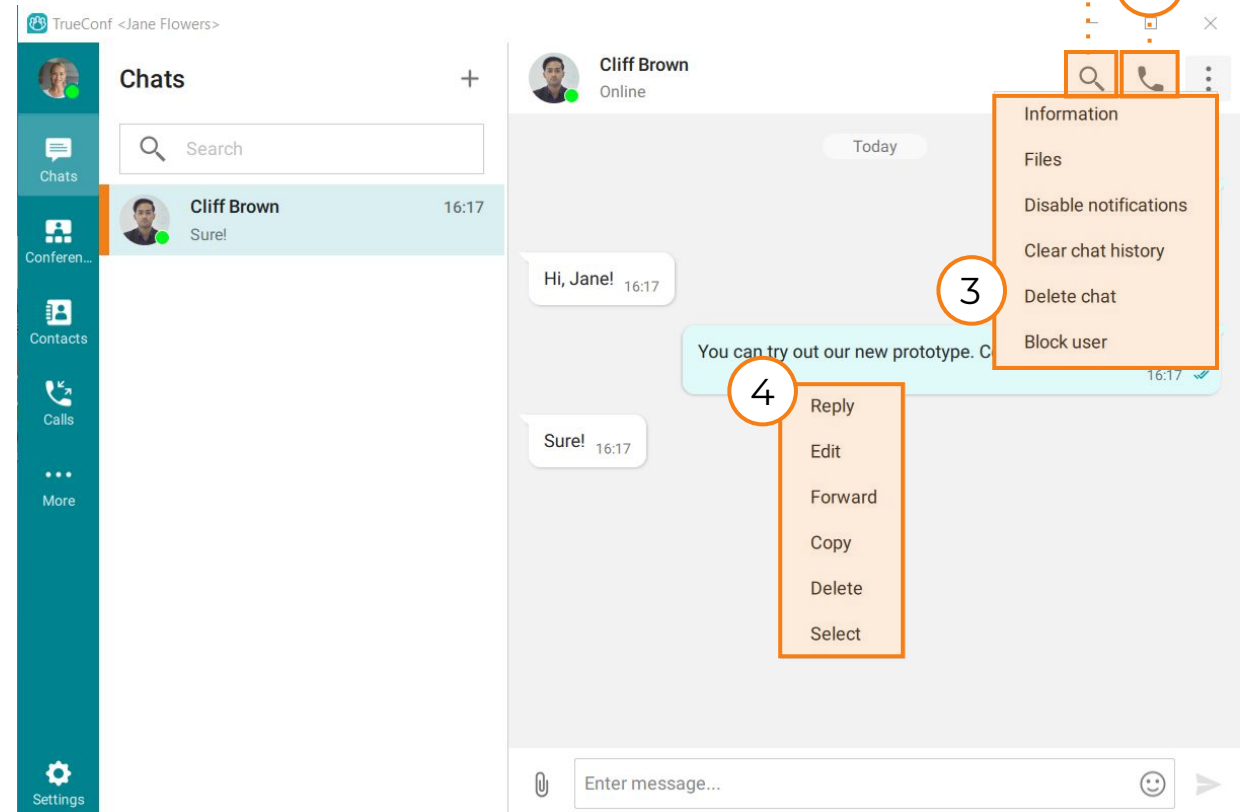 TrueConf <Jane Flowers>
Chats
Search
Cliff Brown
16:17
Sure!
Chats
Conferen...
Contacts
Calls
More
Settings
Cliff Brown
Online
Today
Hi, Jane! 16:17
You can try out our new prototype.
16:17
Sure! 16:17
3
Information
Files
Disable notifications
Clear chat history
Delete chat
Block user
4
Reply
Edit
Forward
Copy
Delete
Select
Enter message...